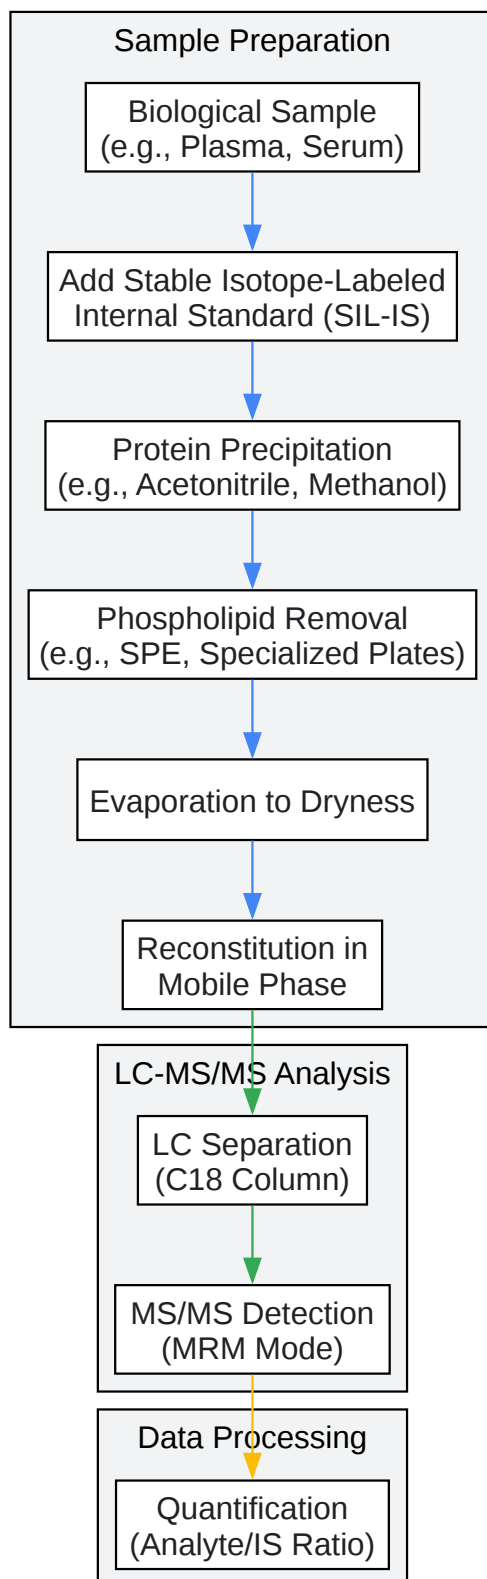 Sample Preparation
Biological Sample
(e.g., Plasma, Serum)
Add Stable Isotope-Labeled
Internal Standard (SIL-IS)
Protein Precipitation
(e.g., Acetonitrile, Methanol)
Phospholipid Removal
(e.g., SPE, Specialized Plates)
Evaporation to Dryness
Reconstitution in
Mobile Phase
LC-MS/MS Analysis
LC Separation
(C18 Column)
MS/MS Detection
(MRM Mode)
Data Processing
Quantification
(Analyte/IS Ratio)